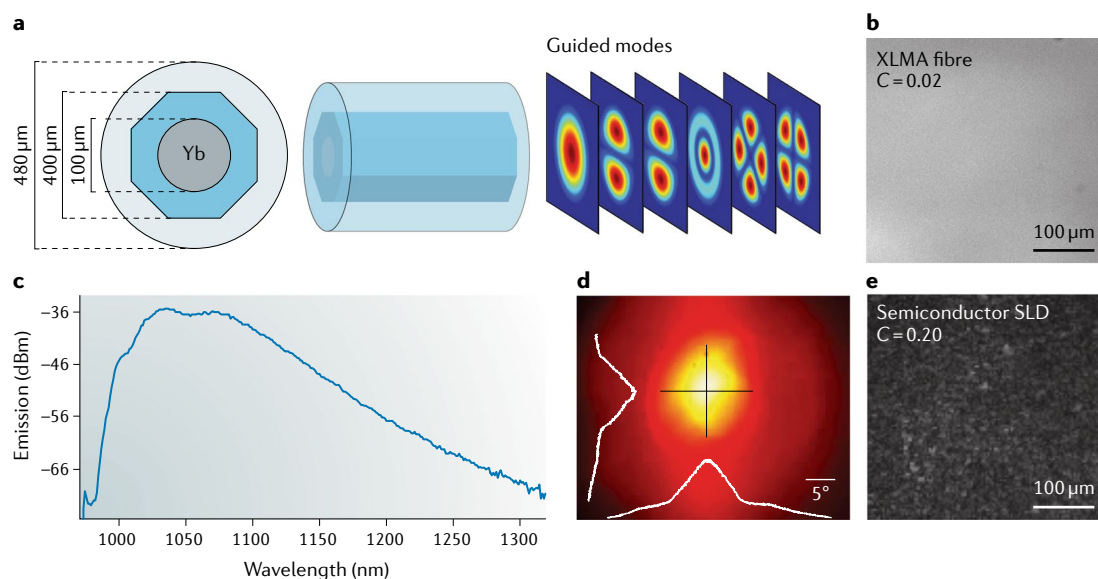 a
480 µm
400 µm
100 µm
Yb
Guided modes
b
XLMA fibre
C = 0.02
100 µm
c
−36
−46
−56
−66
Emission (dBm)
1000 1050 1100 1150 1200 1250 1300
Wavelength (nm)
d
5°
e
Semiconductor SLD
C = 0.20
100 µm